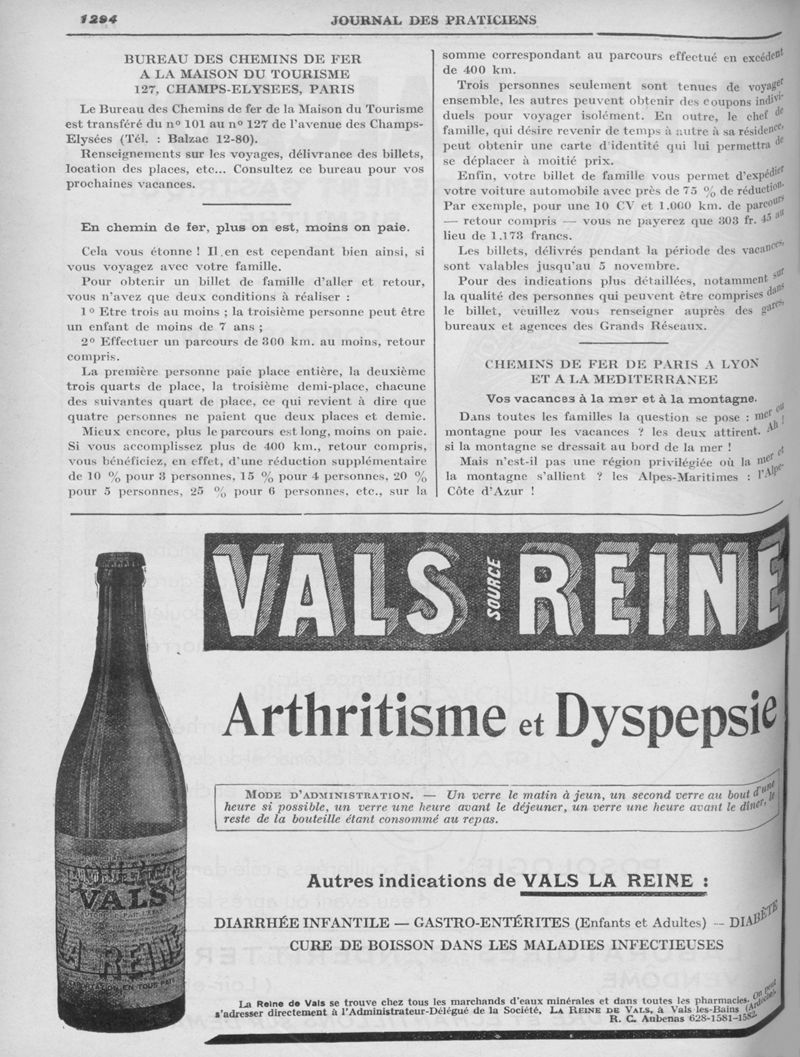 1294
JOURNAL DES PRATICIENS
BUREAU DES CHEMINS DE FER
A LA MAISON DU TOURISME
127, CHAMPS-ELYSEES, PARIS
Le Bureau des Chemins de fer de la Maison du Tourisme
est transféré du nº 101 au nº 127 de l'avenue des Champs-
Elysées (Tél. : Balzac 12-80).
Renseignements sur les voyages, délivrance des billets,
location des places, etc... Consultez ce bureau pour vos
prochaines vacances.
En chemin de fer, plus on est, moins on paie.
Cela vous étonne ! Il en est cependant bien ainsi, si
vous voyagez avec votre famille.
Pour obtenir un billet de famille d'aller et retour,
vous n'avez que deux conditions à réaliser :
1º Etre trois au moins ; la troisième personne peut être
un enfant de moins de 7 ans ;
2º Effectuer un parcours de 300 km. au moins, retour
compris.
La première personne paie place entière, la deuxième
trois quarts de place, la troisième demi-place, chacune
des suivantes quart de place, ce qui revient à dire que
quatre personnes ne paient que deux places et demie.
Mieux encore, plus le parcours est long, moins on paie.
Si vous accomplissez plus de 400 km., retour compris,
vous bénéficiez, en effet, d'une réduction supplémentaire
de 10 % pour 3 personnes, 15 % pour 4 personnes, 20 %
pour 5 personnes, 25 % pour 6 personnes, etc., sur la
somme correspondant au parcours effectué en excédent
de 400 km.
Trois personnes seulement sont tenues de voyager
ensemble, les autres peuvent obtenir des coupons indivi-
duels pour voyager isolément. En outre, le chef de
famille, qui désire revenir de temps à autre à sa résidence,
peut obtenir une carte d'identité qui lui permettra de
se déplacer à moitié prix.
Enfin, votre billet de famille vous permet d'expédier
votre voiture automobile avec près de 75 % de réduction.
Par exemple, pour une 10 CV et 1.000 km. de parcours
— retour compris — vous ne payerez que 303 fr. 45 au
lieu de 1.173 francs.
Les billets, délivrés pendant la période des vacances,
sont valables jusqu'au 5 novembre.
Pour des indications plus détaillées, notamment sur
la qualité des personnes qui peuvent être comprises dans
le billet, veuillez vous renseigner auprès des gares,
bureaux et agences des Grands Réseaux.
CHEMINS DE FER DE PARIS A LYON
ET A LA MEDITERRANEE
Vos vacances à la mer et à la montagne.
Dans toutes les familles la question se pose : mer ou
montagne pour les vacances ? les deux attirent. Ah !
si la montagne se dressait au bord de la mer !
Mais n'est-il pas une région privilégiée où la mer et
la montagne s'allient ? les Alpes-Maritimes : l'Alpe-
Côte d'Azur !
VALS SOURCE REINE
Arthritisme et Dyspepsie
MODE D'ADMINISTRATION. — Un verre le matin à jeun, un second verre au bout d'une
heure si possible, un verre une heure avant le déjeuner, un verre une heure avant le dîner, le
reste de la bouteille étant consommé au repas.
VALS
LA REINE
EXPORTATION EN TOUS PAYS
Autres indications de VALS LA REINE :
DIARRHÉE INFANTILE — GASTRO-ENTÉRITES (Enfants et Adultes) — DIABÈTE
CURE DE BOISSON DANS LES MALADIES INFECTIEUSES
La Reine de Vals se trouve chez tous les marchands d'eaux minérales et dans toutes les pharmacies. On peut
s'adresser directement à l'Administrateur-Délégué de la Société, LA REINE DE VALS, à Vals les-Bains (Ardèche).
R. C. Aubenas 628-1581-1582.